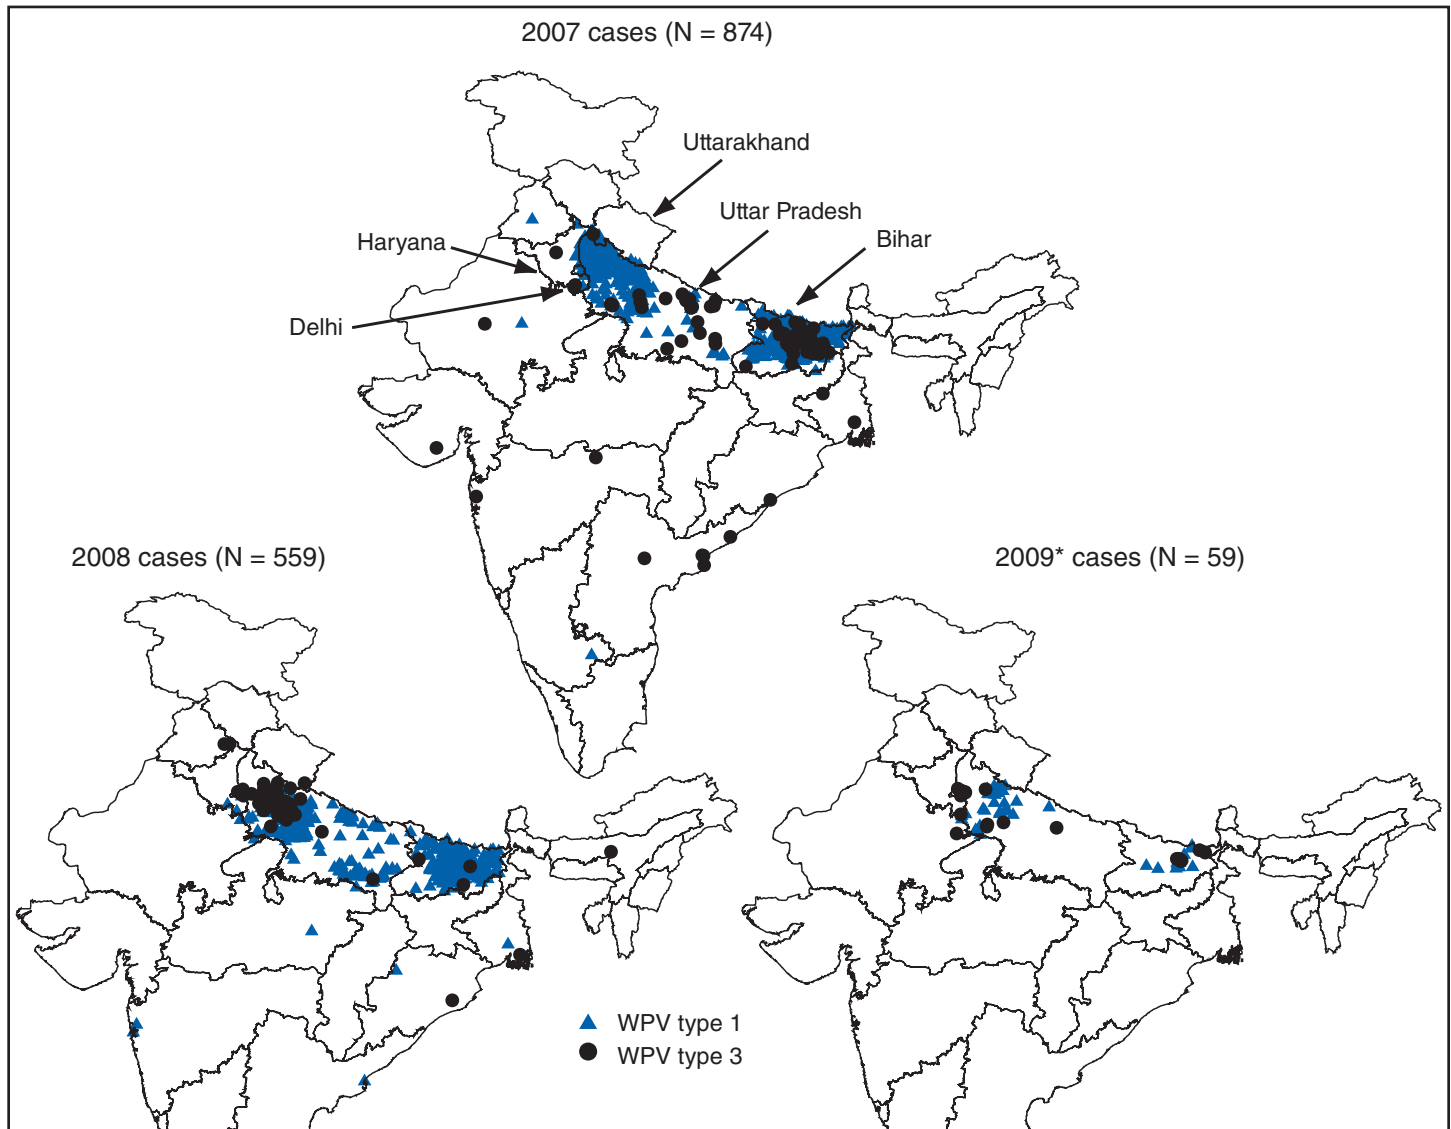 2007 cases (N = 874)
Uttarakhand
Uttar Pradesh
Bihar
Haryana
Delhi
2008 cases (N = 559)
2009* cases (N = 59)
WPV type 1
WPV type 3